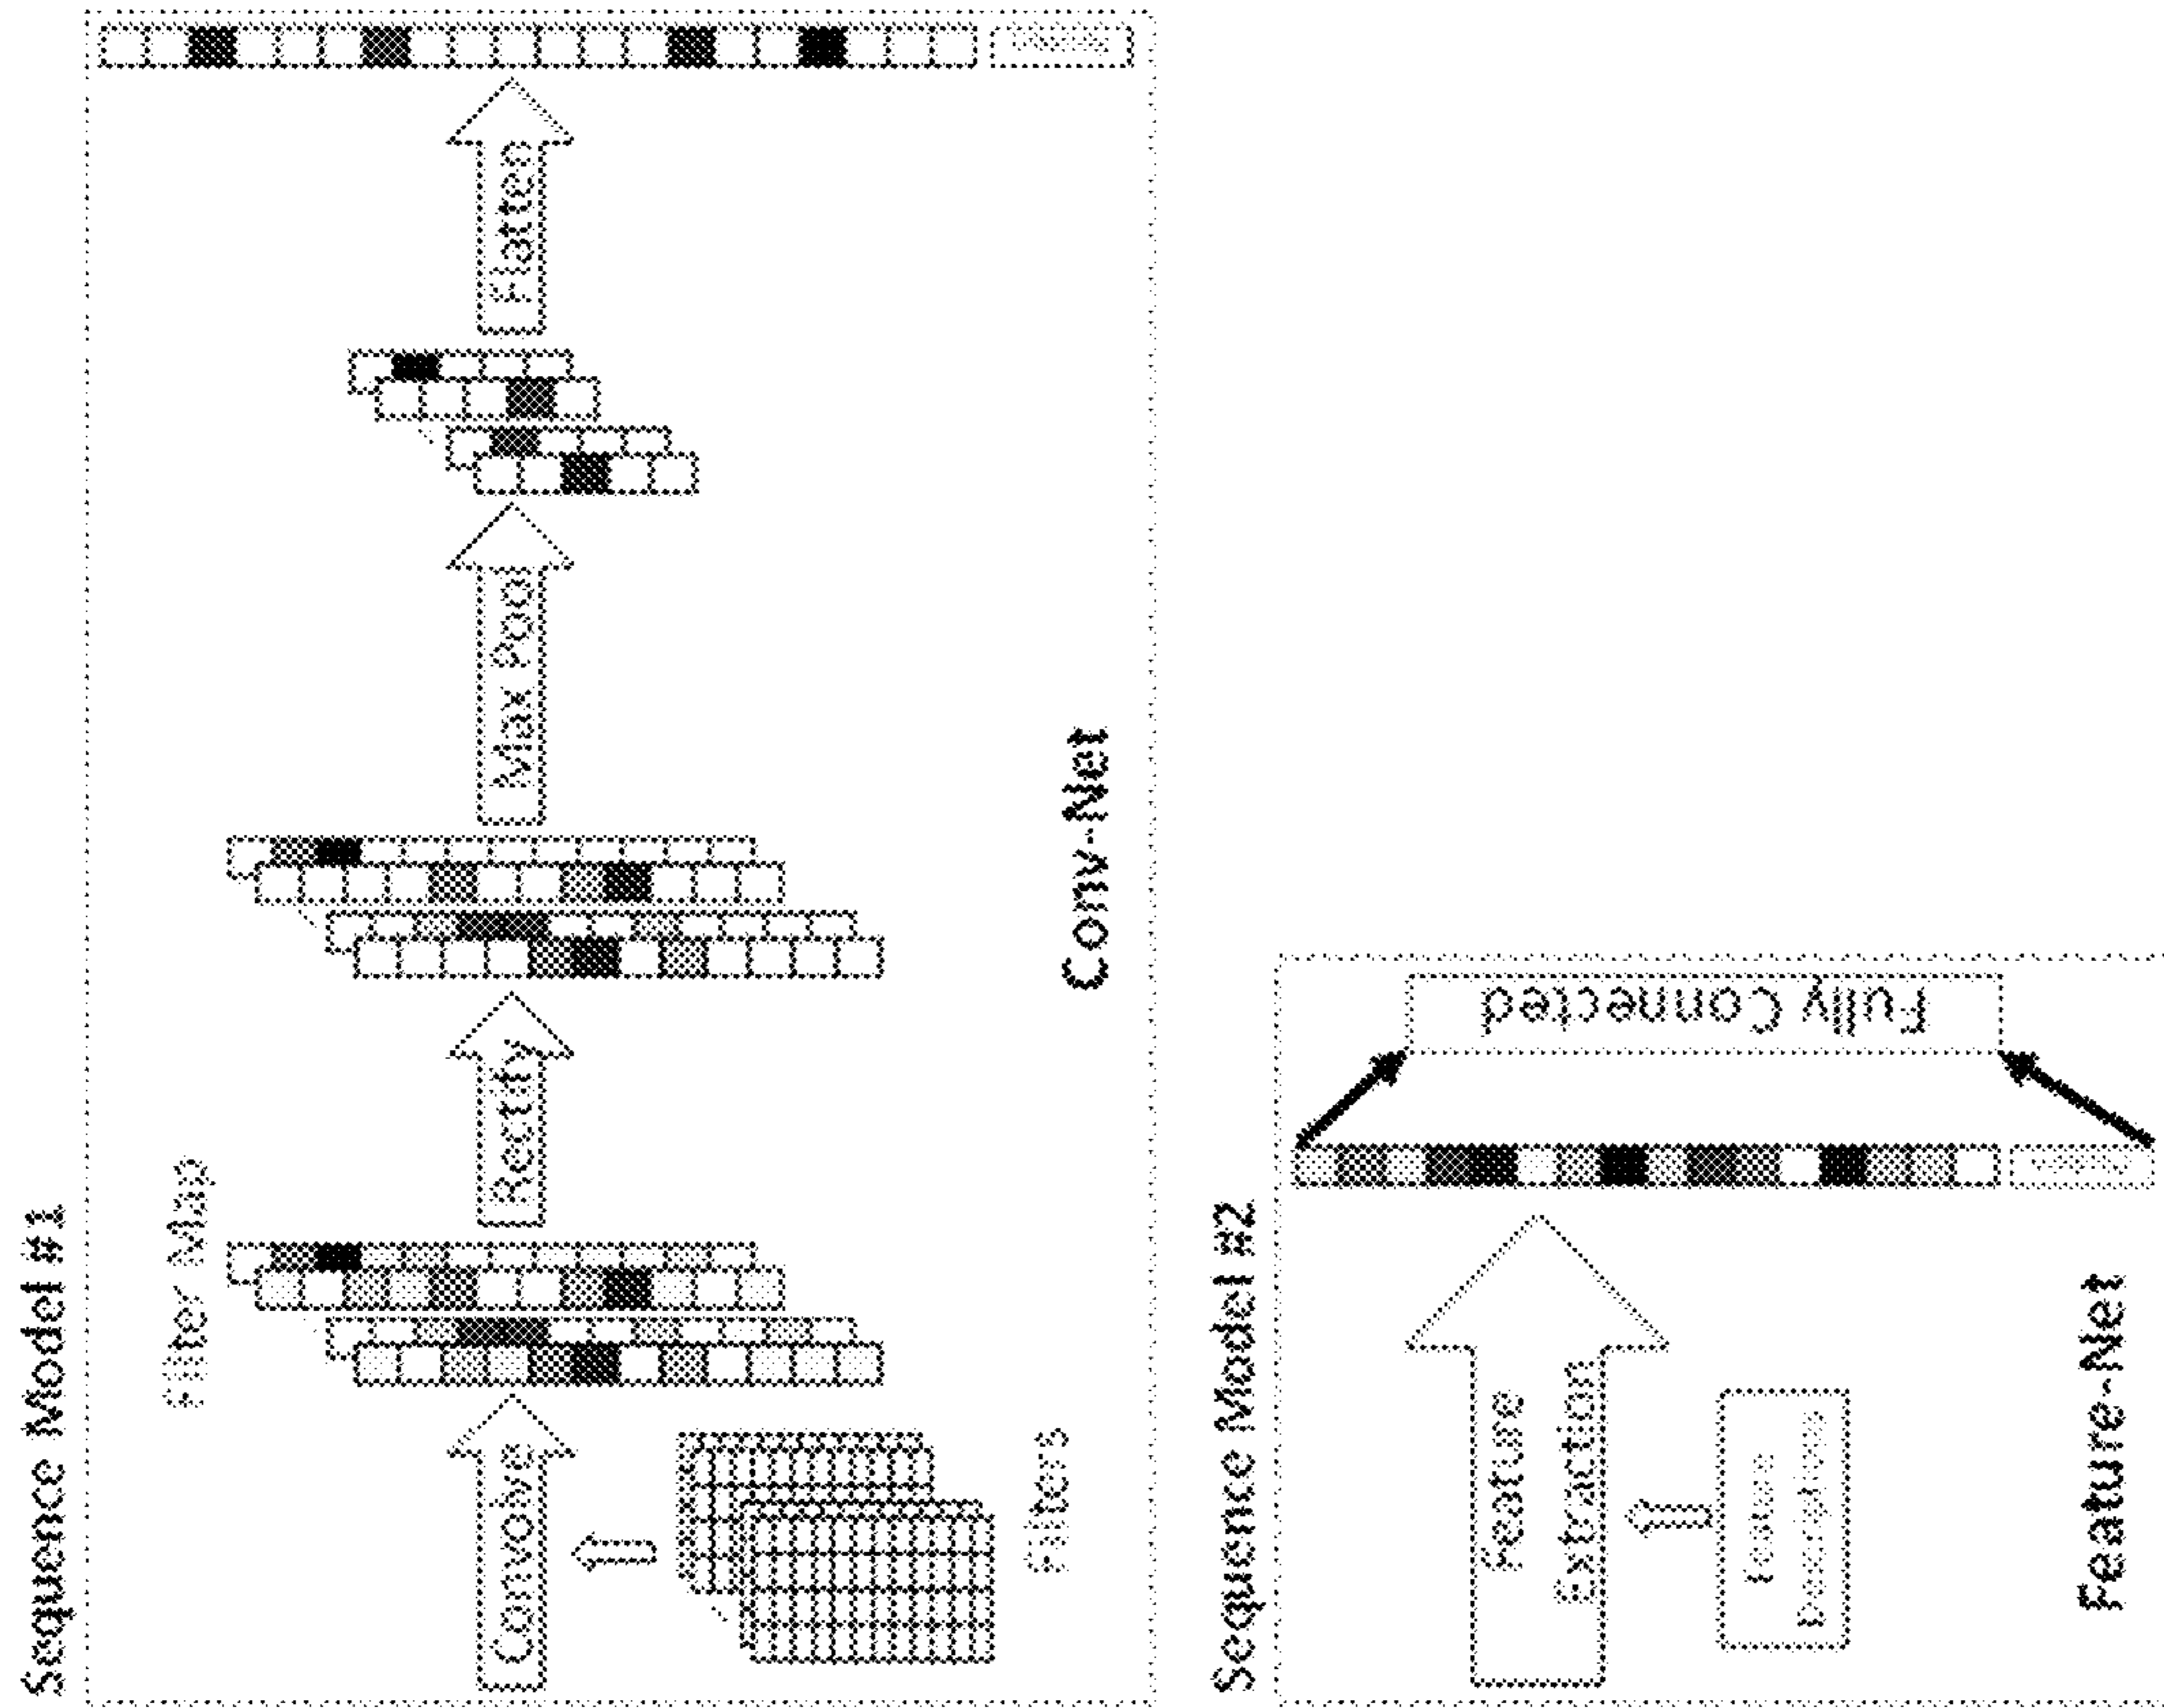 Sequence Model #1
Filter Map
Convolve
Rectify
Max Pool
Flatten
Filters
Conv-Net
Sequence Model #2
Feature
Extraction
Fully Connected
Feature-Net